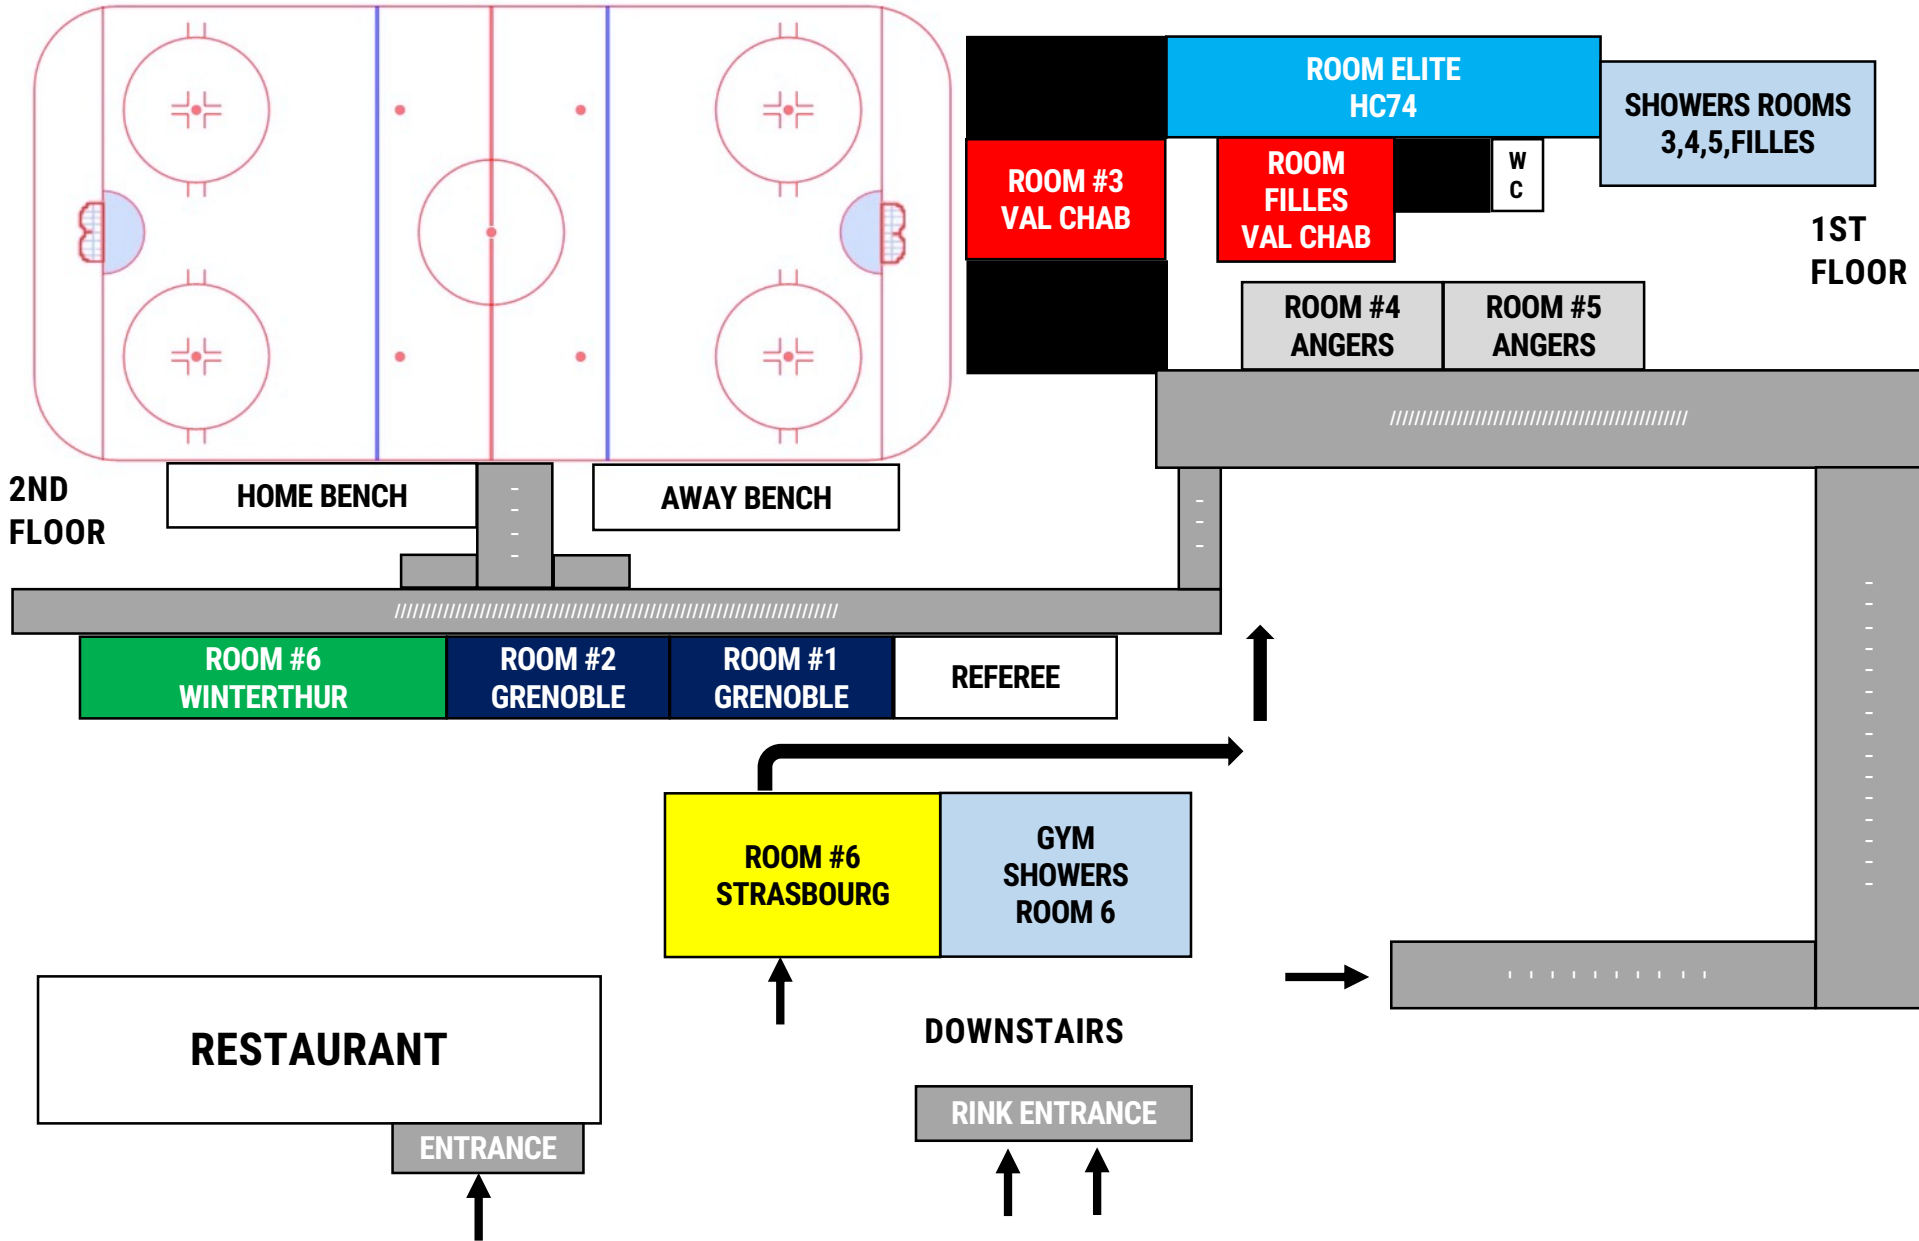 ROOM ELITE
HC74
SHOWERS ROOMS
3,4,5,FILLES
ROOM #3
VAL CHAB
ROOM
FILLES
VAL CHAB
W
C
1ST
FLOOR
ROOM #4
ANGERS
ROOM #5
ANGERS
2ND
FLOOR
HOME BENCH
AWAY BENCH
ROOM #6
WINTERTHUR
ROOM #2
GRENOBLE
ROOM #1
GRENOBLE
REFEREE
ROOM #6
STRASBOURG
GYM
SHOWERS
ROOM 6
RESTAURANT
DOWNSTAIRS
RINK ENTRANCE
ENTRANCE